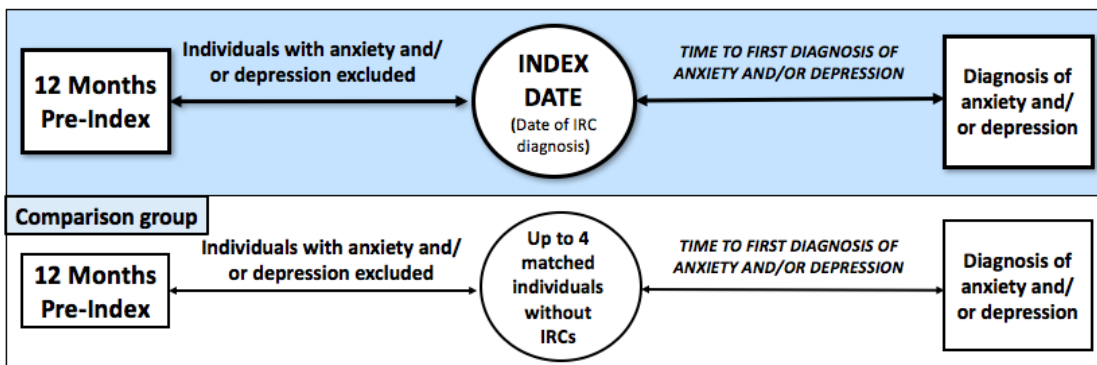 12 Months
Pre-Index
Individuals with anxiety and/
or depression excluded
INDEX
DATE
(Date of IRC
diagnosis)
TIME TO FIRST DIAGNOSIS OF
ANXIETY AND/OR DEPRESSION
Diagnosis of
anxiety and/
or depression
Comparison group
12 Months
Pre-Index
Individuals with anxiety and/
or depression excluded
Up to 4
matched
individuals
without
IRCs
TIME TO FIRST DIAGNOSIS OF
ANXIETY AND/OR DEPRESSION
Diagnosis of
anxiety and/
or depression